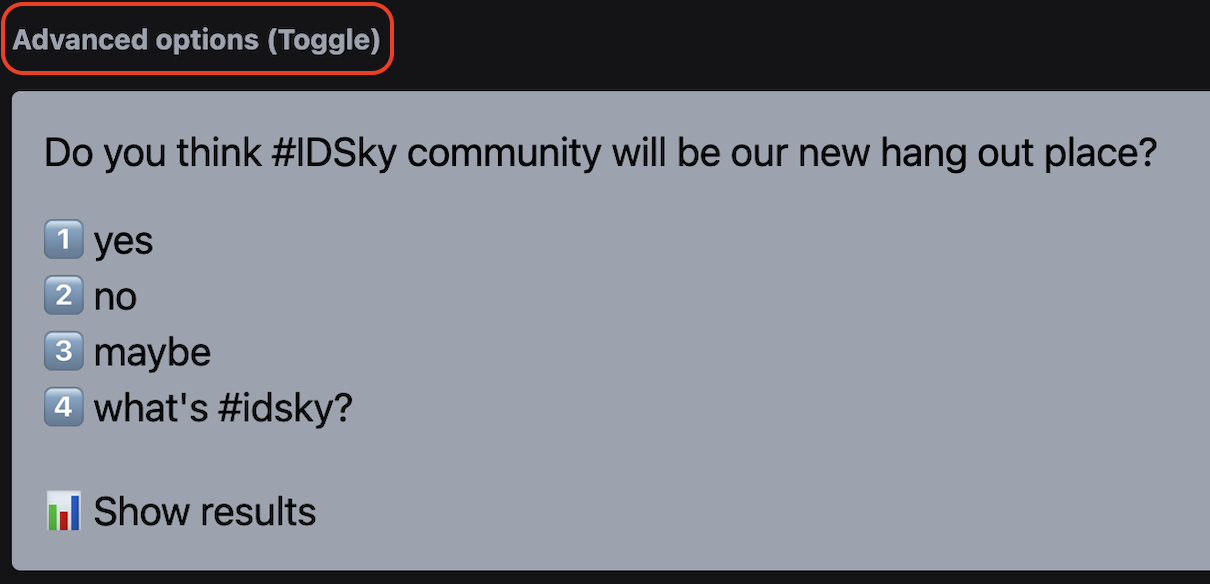 Advanced options (Toggle)
Do you think #IDSky community will be our new hang out place?
1️⃣ yes
2️⃣ no
3️⃣ maybe
4️⃣ what's #idsky?
📊 Show results